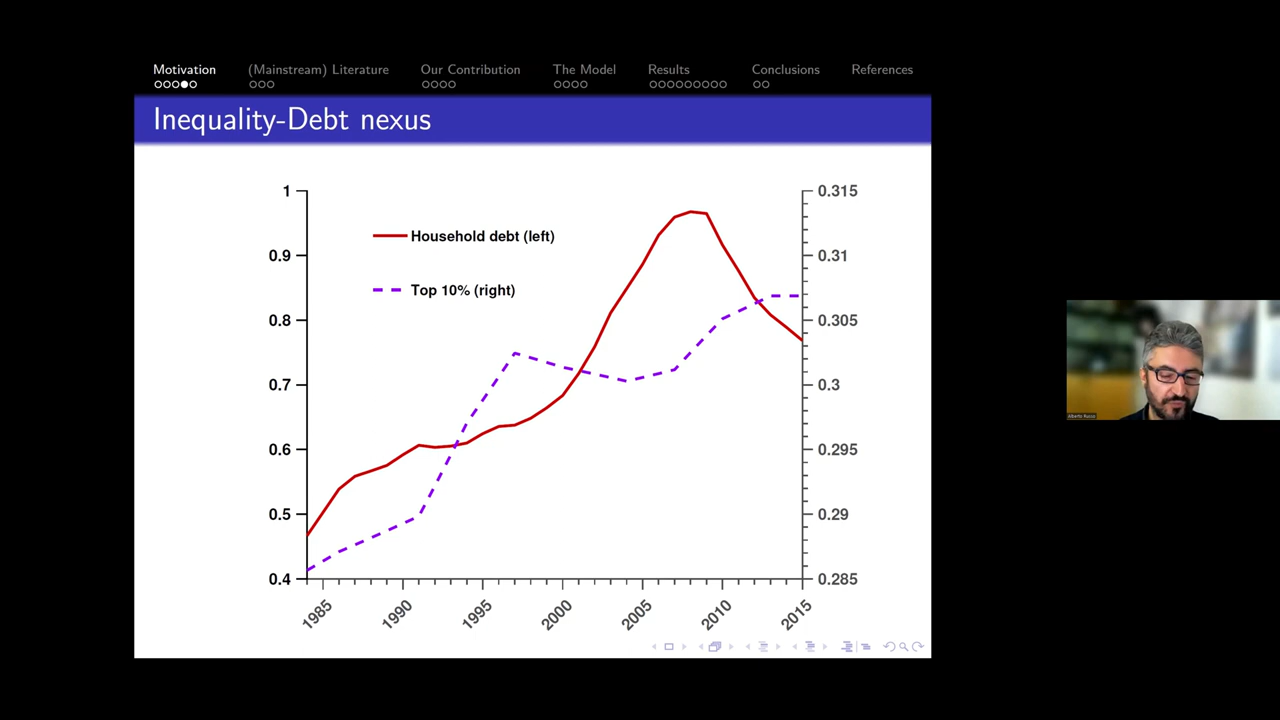 Motivation (Mainstream) Literature Our Contribution The Model Results Conclusions References
Inequality-Debt nexus
1 0.315
Household debt (left)
0.9 0.31
Top 10% (right)
0.8 0.305
0.7 0.3
0.6 0.295
0.5 0.29
0.4 0.285
1985 1990 1995 2000 2005 2010 2015
Alberto Russo